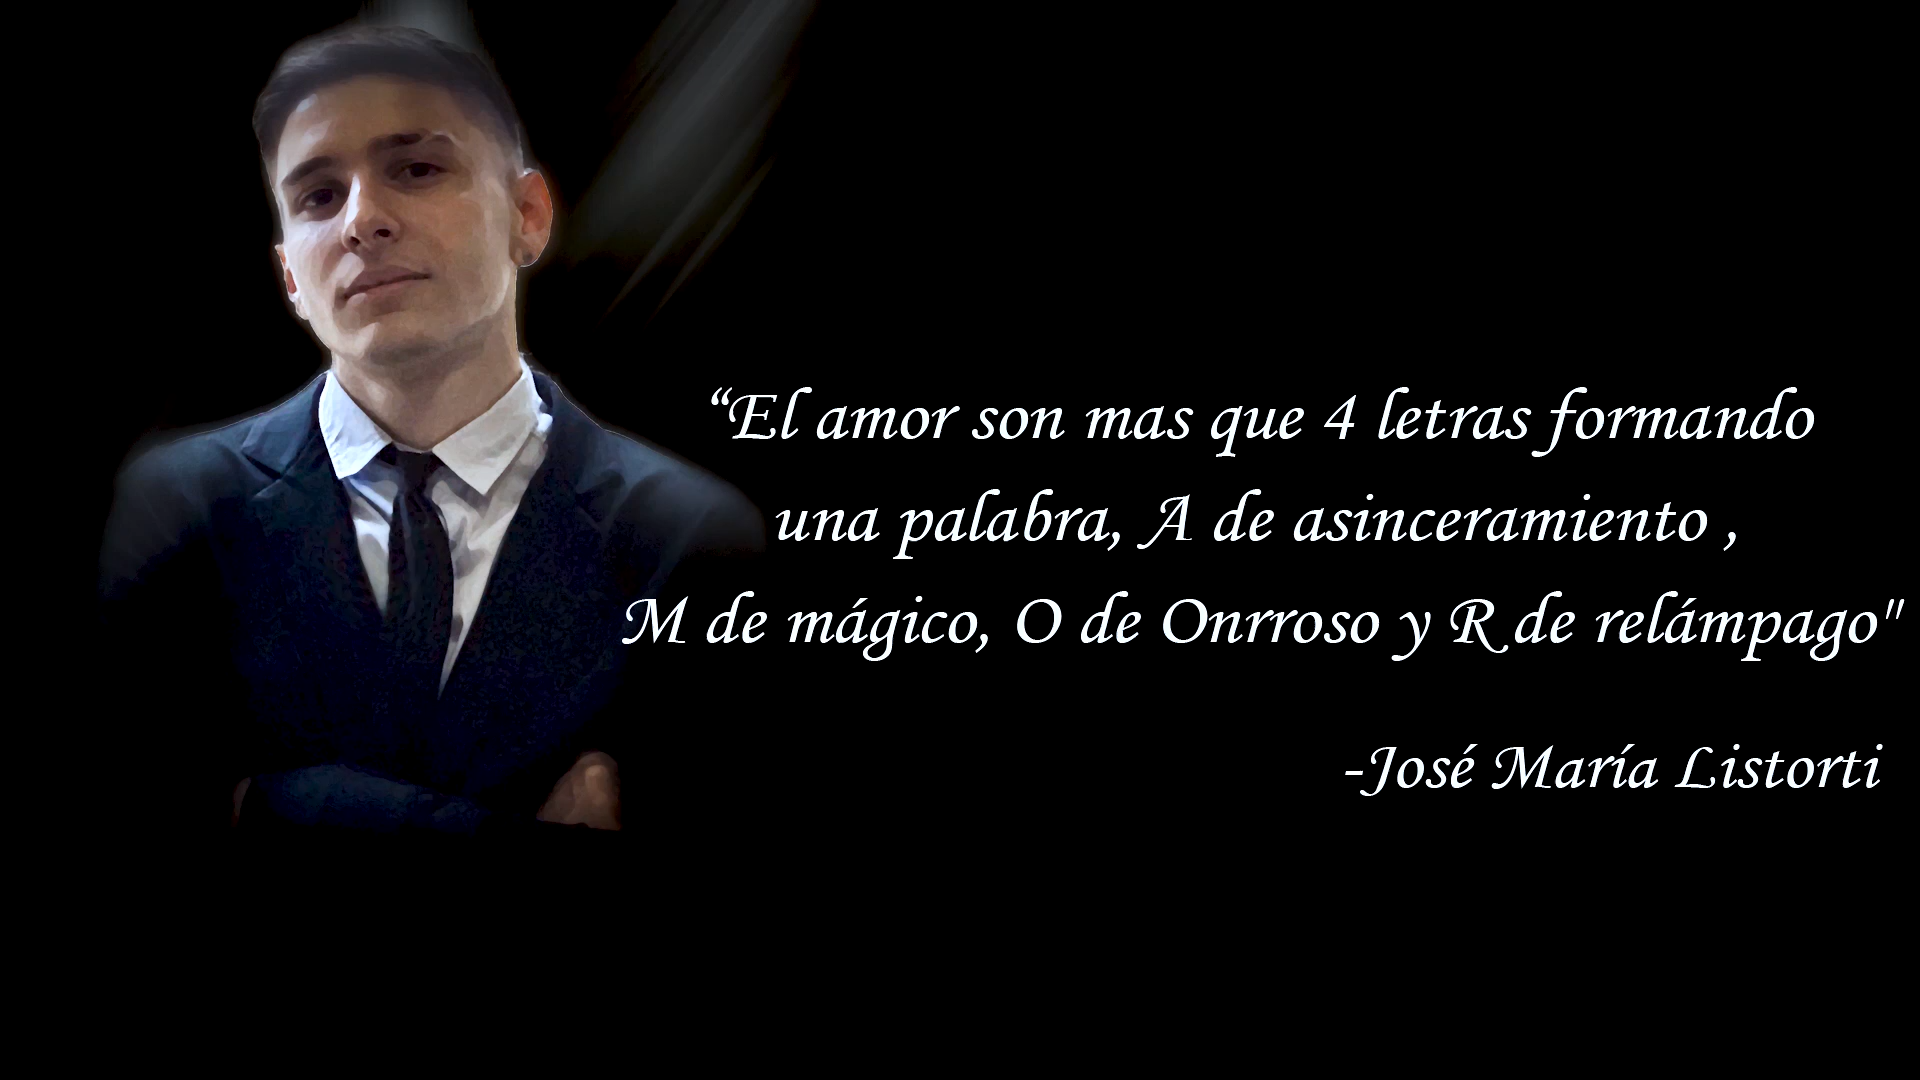 “El amor son mas que 4 letras formando
una palabra, A de asinceramiento ,
M de mágico, O de Onrroso y R de relámpago"
-José María Listorti